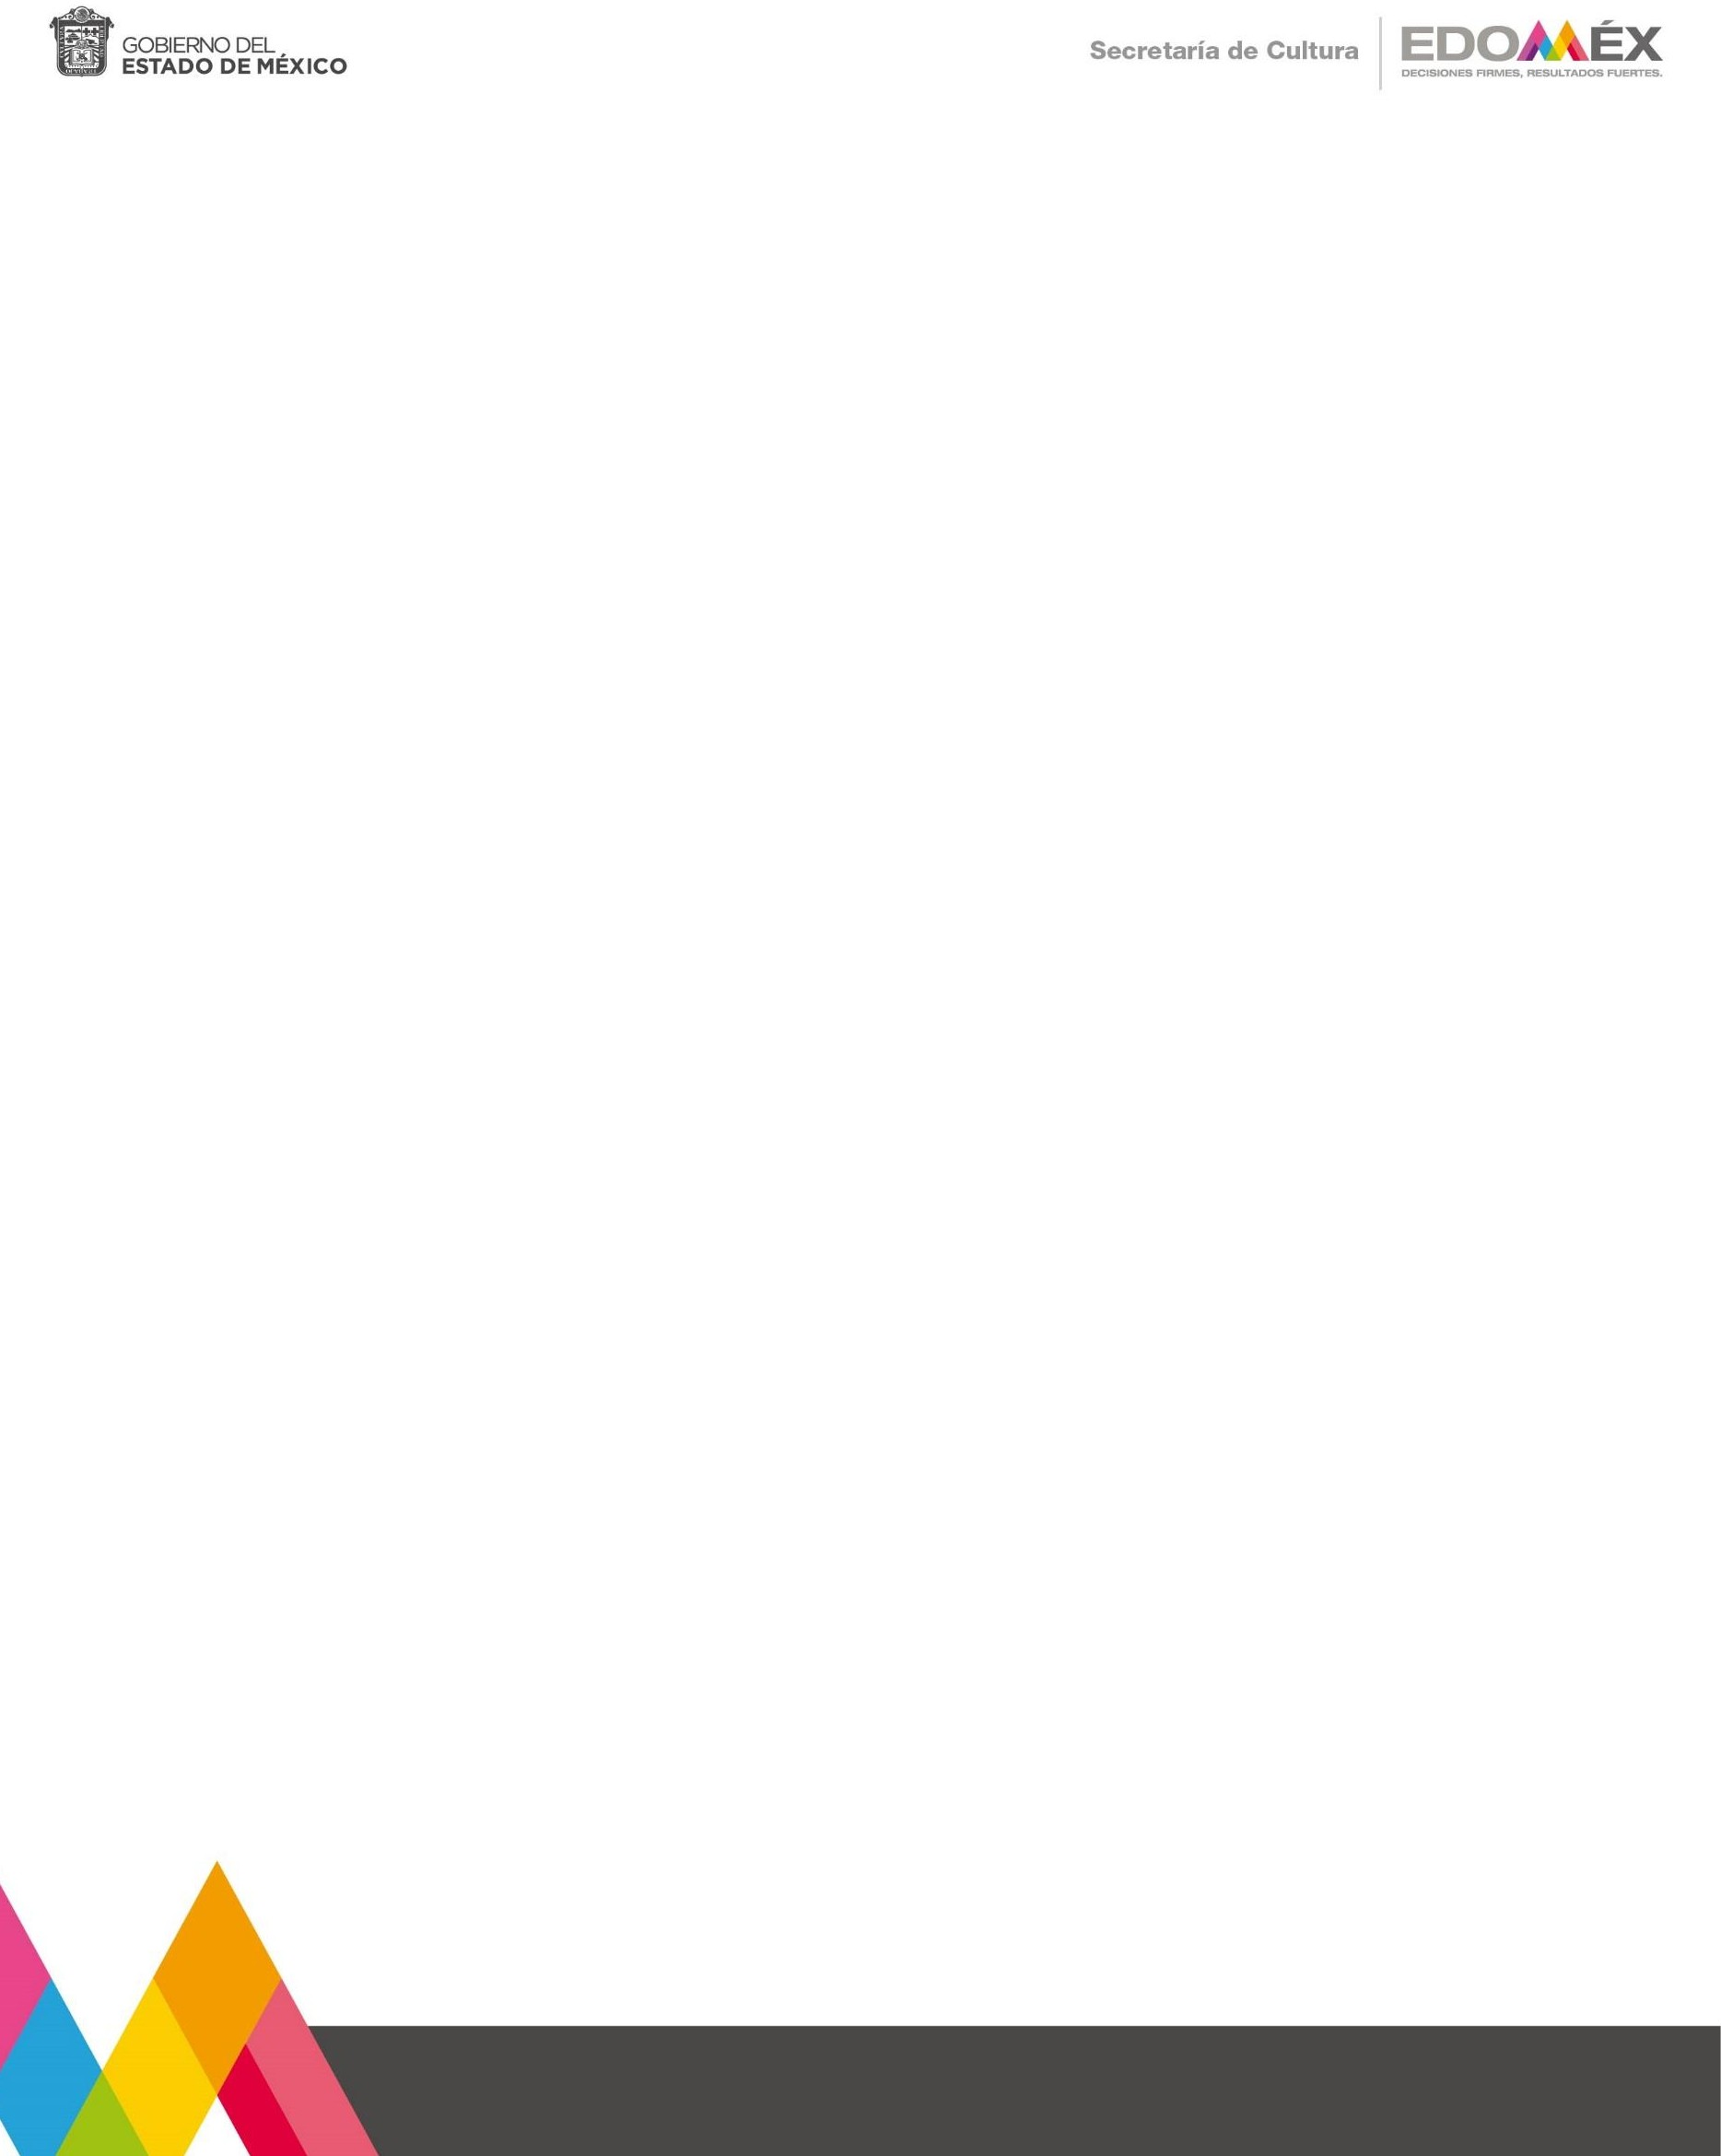 GOBIERNO DEL
ESTADO DE MÉXICO
Secretaría de Cultura
EDOMÉX
DECISIONES FIRMES, RESULTADOS FUERTES.